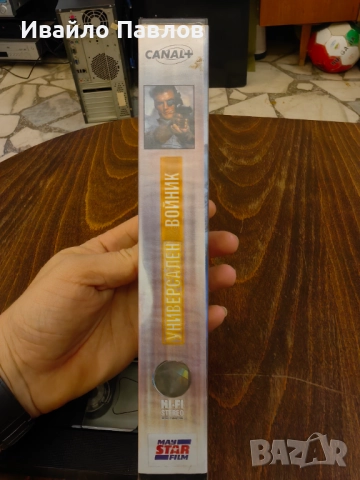 Ивайло Павлов
CANAL+
УНИВЕРСАЛЕН ВОЙНИК
HI-FI
STEREO
MAY
STAR
FILM
BAZAR